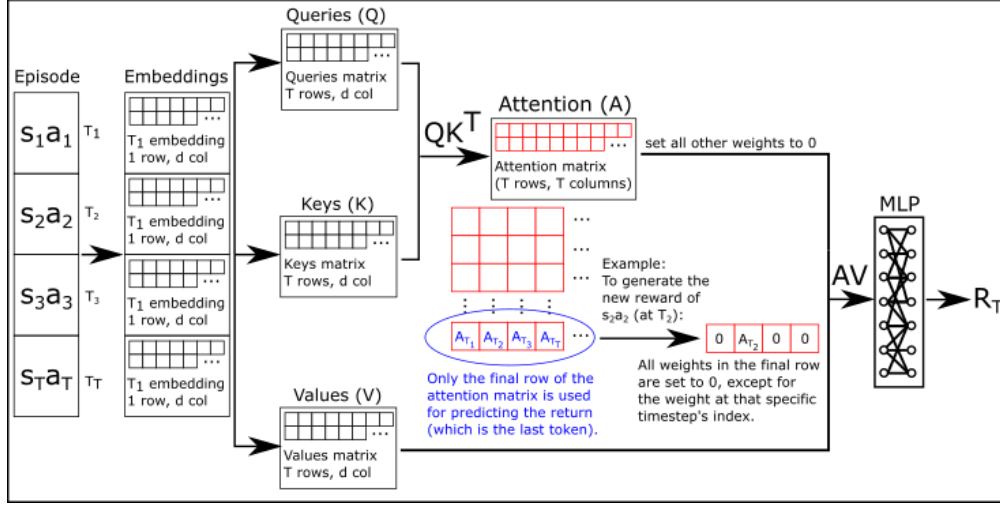 Queries (Q)
...
Queries matrix
T rows, d col
Episode
s1a1
T1
s2a2
T2
s3a3
T3
sTaT
TT
Embeddings
...
T1 embedding
1 row, d col
...
T1 embedding
1 row, d col
...
T1 embedding
1 row, d col
...
T1 embedding
1 row, d col
Keys (K)
...
Keys matrix
T rows, d col
Values (V)
...
Values matrix
T rows, d col
QK^T
Attention (A)
...
Attention matrix
(T rows, T columns)
set all other weights to 0
...
...
...
AT1 AT2 AT3 ATT ...
Only the final row of the
attention matrix is used
for predicting the return
(which is the last token).
Example:
To generate the
new reward of
s2a2 (at T2):
0 AT2 0 0
All weights in the final row
are set to 0, except for
the weight at that specific
timestep's index.
AV
MLP
RT